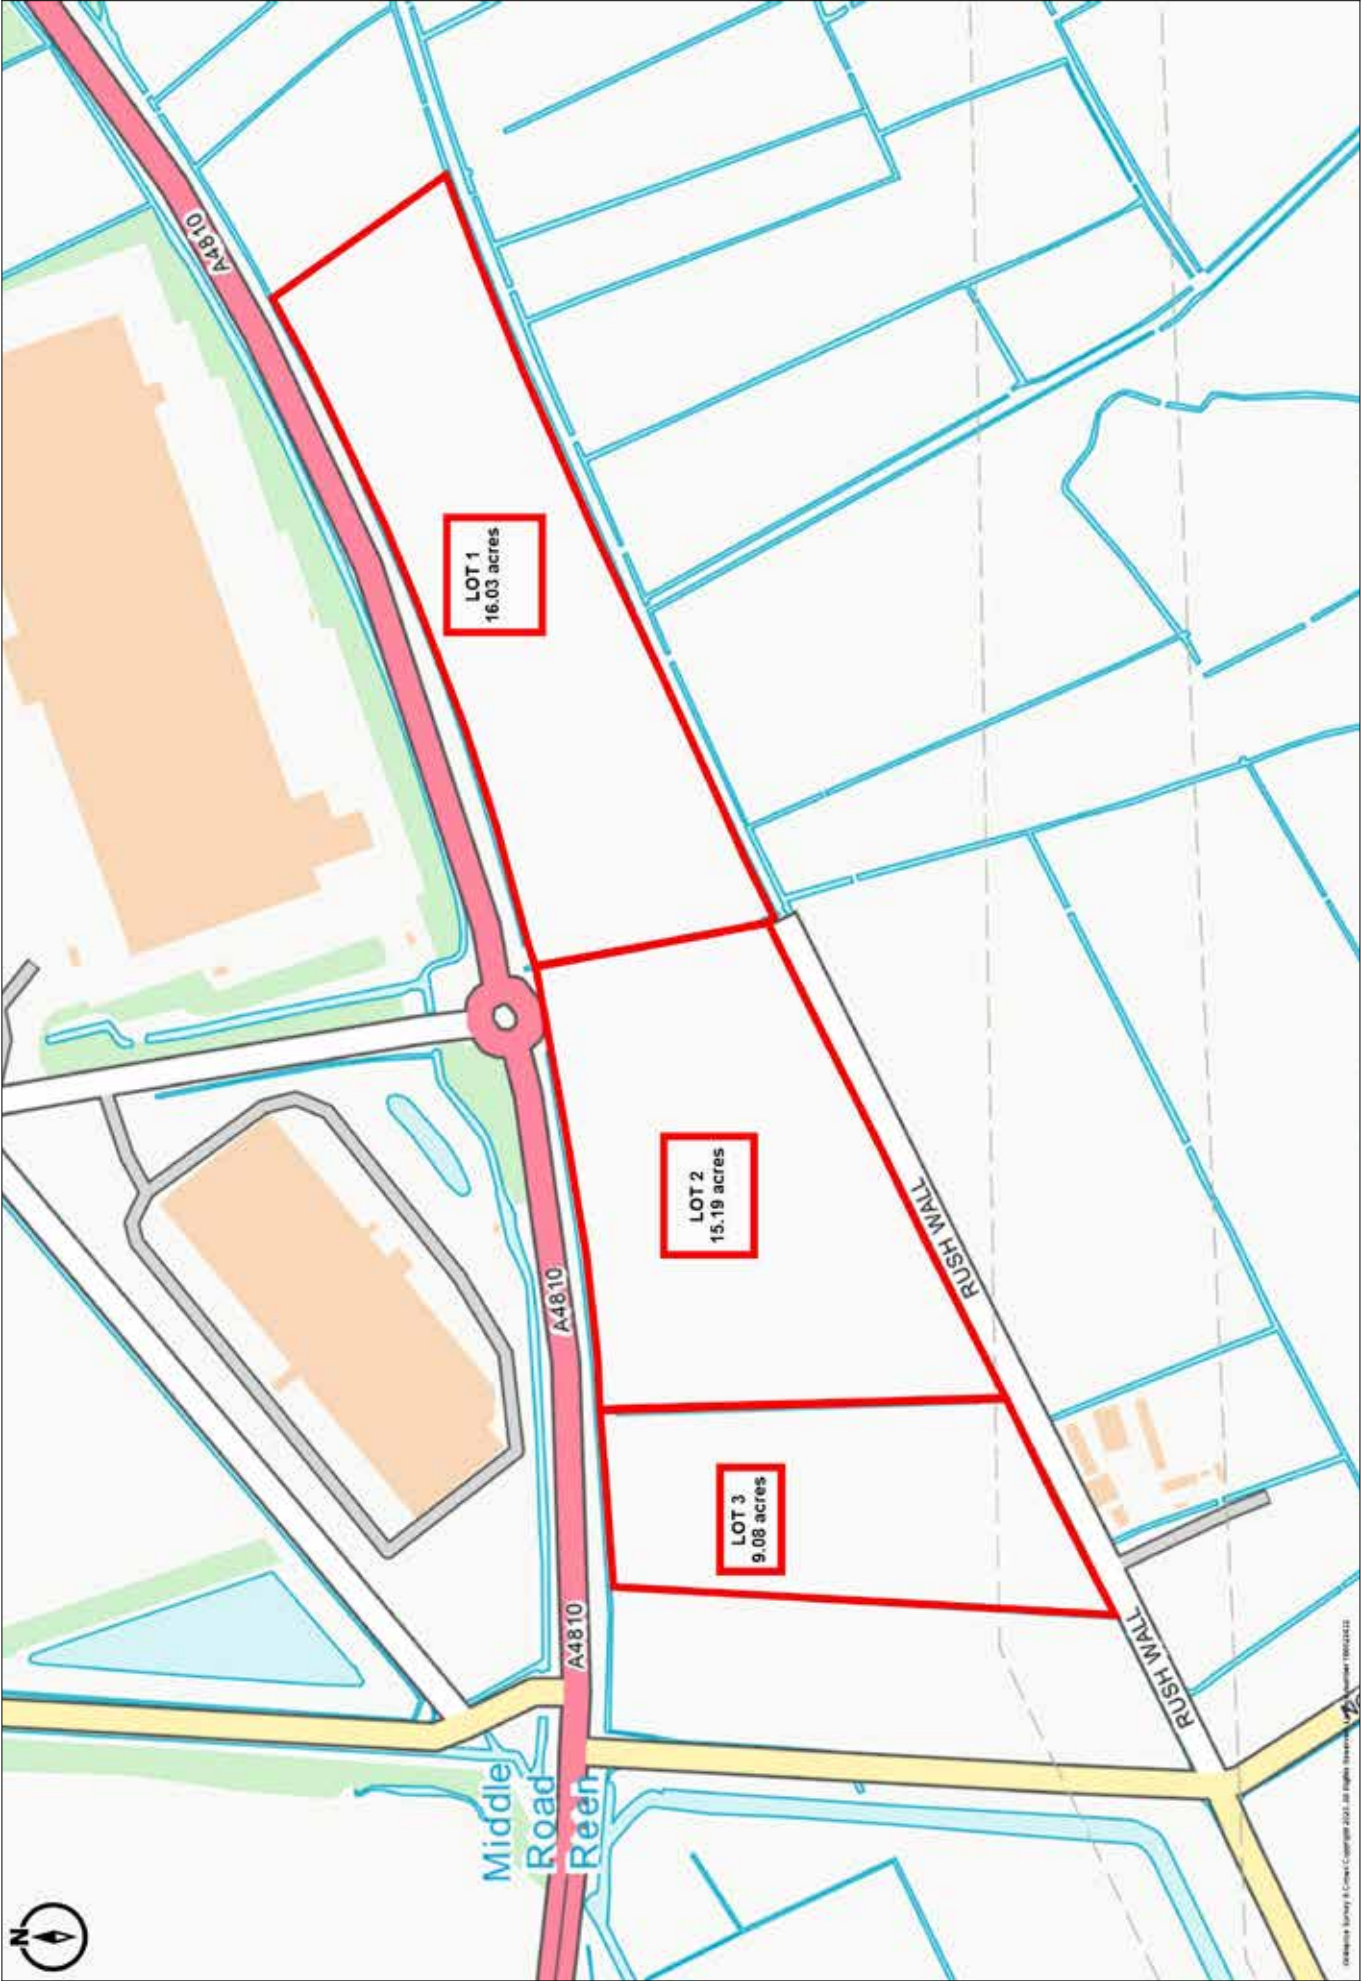 N
A4810
LOT 1
16.03 acres
A4810
LOT 2
15.19 acres
RUSH WALL
LOT 3
9.08 acres
A4810
RUSH WALL
Middle
Road
Reen